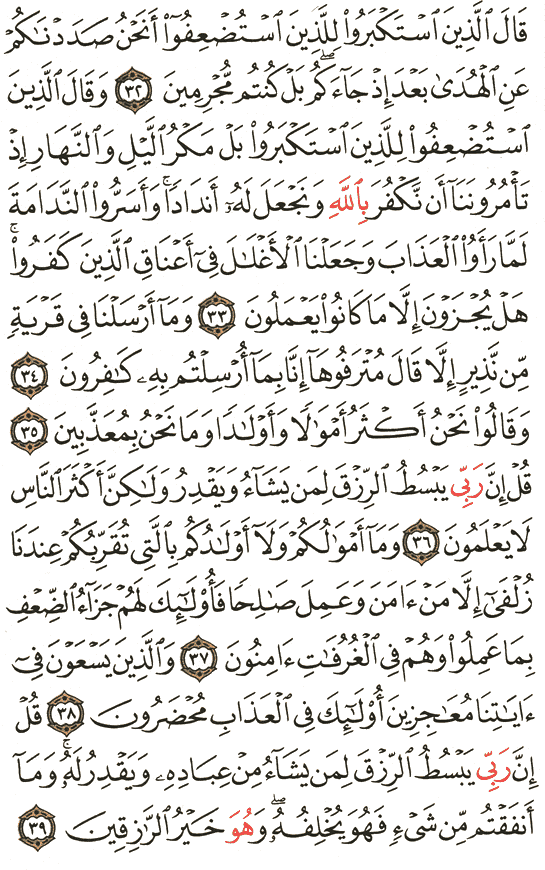 قَالَ ٱلَّذِينَ ٱسۡتَكۡبَرُواْ لِلَّذِينَ ٱسۡتُضۡعِفُوٓاْ أَنَحۡنُ صَدَدۡنَٰكُمۡ
عَنِ ٱلۡهُدَىٰ بَعۡدَ إِذۡ جَآءَكُمۖ بَلۡ كُنتُم مُّجۡرِمِينَ ٣٢ وَقَالَ ٱلَّذِينَ
ٱسۡتُضۡعِفُواْ لِلَّذِينَ ٱسۡتَكۡبَرُواْ بَلۡ مَكۡرُ ٱلَّيۡلِ وَٱلنَّهَارِ إِذۡ
تَأۡمُرُونَنَآ أَن نَّكۡفُرَ بِٱللَّهِ وَنَجۡعَلَ لَهُۥٓ أَندَادٗاۚ وَأَسَرُّواْ ٱلنَّدَامَةَ
لَمَّا رَأَوُاْ ٱلۡعَذَابَ وَجَعَلۡنَا ٱلۡأَغۡلَٰلَ فِيٓ أَعۡنَاقِ ٱلَّذِينَ كَفَرُواْۚ
هَلۡ يُجۡزَوۡنَ إِلَّا مَا كَانُواْ يَعۡمَلُونَ ٣٣ وَمَآ أَرۡسَلۡنَا فِي قَرۡيَةٖ
مِّن نَّذِيرٍ إِلَّا قَالَ مُتۡرَفُوهَآ إِنَّا بِمَآ أُرۡسِلۡتُم بِهِۦ كَٰفِرُونَ ٣٤
وَقَالُواْ نَحۡنُ أَكۡثَرُ أَمۡوَٰلٗا وَأَوۡلَٰدٗا وَمَا نَحۡنُ بِمُعَذَّبِينَ ٣٥
قُلۡ إِنَّ رَبِّي يَبۡسُطُ ٱلرِّزۡقَ لِمَن يَشَآءُ وَيَقۡدِرُ وَلَٰكِنَّ أَكۡثَرَ ٱلنَّاسِ
لَا يَعۡلَمُونَ ٣٦ وَمَآ أَمۡوَٰلُكُمۡ وَلَآ أَوۡلَٰدُكُم بِٱلَّتِي تُقَرِّبُكُمۡ عِندَنَا
زُلۡفَىٰٓ إِلَّا مَنۡ ءَامَنَ وَعَمِلَ صَٰلِحٗا فَأُوْلَٰٓئِكَ لَهُمۡ جَزَآءُ ٱلضِّعۡفِ
بِمَا عَمِلُواْ وَهُمۡ فِي ٱلۡغُرُفَٰتِ ءَامِنُونَ ٣٧ وَٱلَّذِينَ يَسۡعَوۡنَ فِيٓ
ءَايَٰتِنَا مُعَٰجِزِينَ أُوْلَٰٓئِكَ فِي ٱلۡعَذَابِ مُحۡضَرُونَ ٣٨ قُلۡ
إِنَّ رَبِّي يَبۡسُطُ ٱلرِّزۡقَ لِمَن يَشَآءُ مِنۡ عِبَادِهِۦ وَيَقۡدِرُ لَهُۥۚ وَمَآ
أَنفَقۡتُم مِّن شَيۡءٖ فَهُوَ يُخۡلِفُهُۥۖ وَهُوَ خَيۡرُ ٱلرَّٰزِقِينَ ٣٩